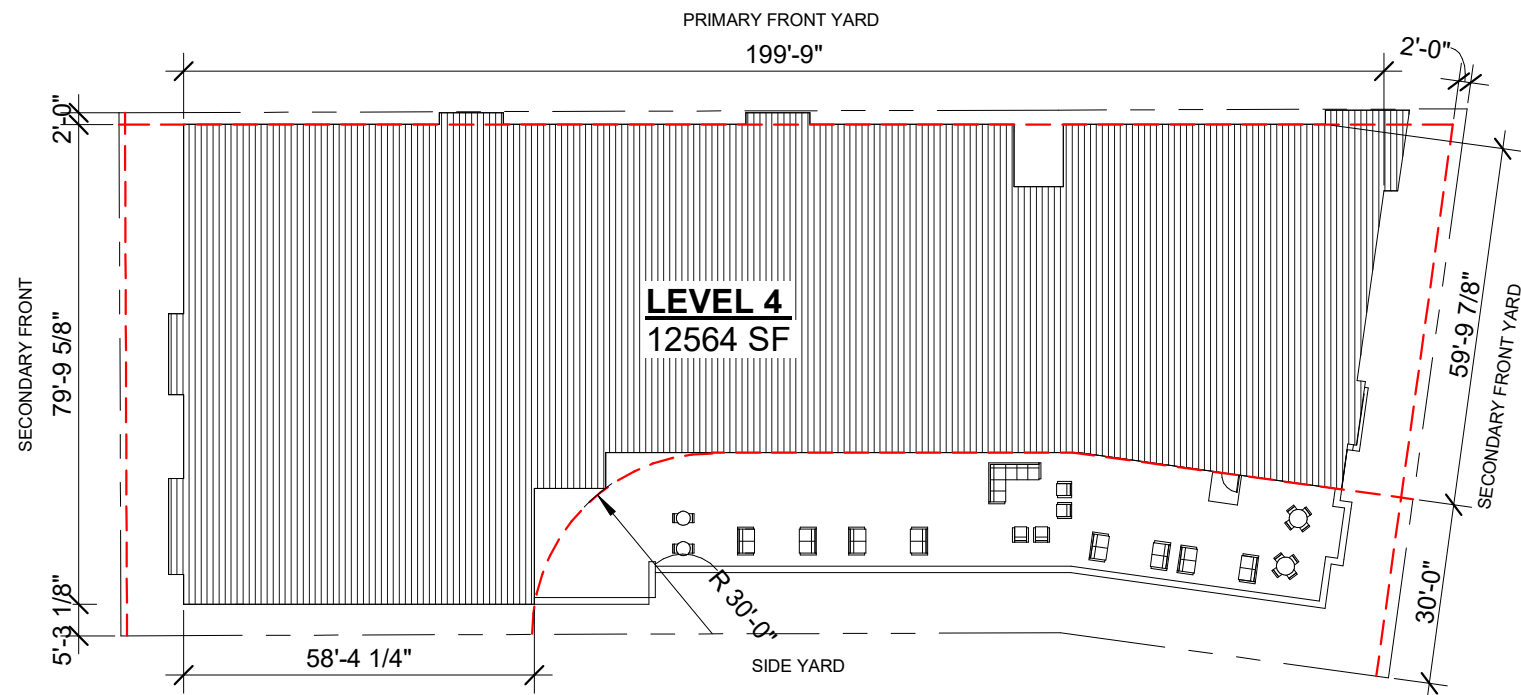 PRIMARY FRONT YARD
199'-9"
2'-0"
2'-0"
SECONDARY FRONT
79'-9 5/8"
LEVEL 4
12564 SF
59'-9 7/8"
SECONDARY FRONT YARD
5'-3 1/8"
R 30'-0"
30'-0"
58'-4 1/4"
SIDE YARD